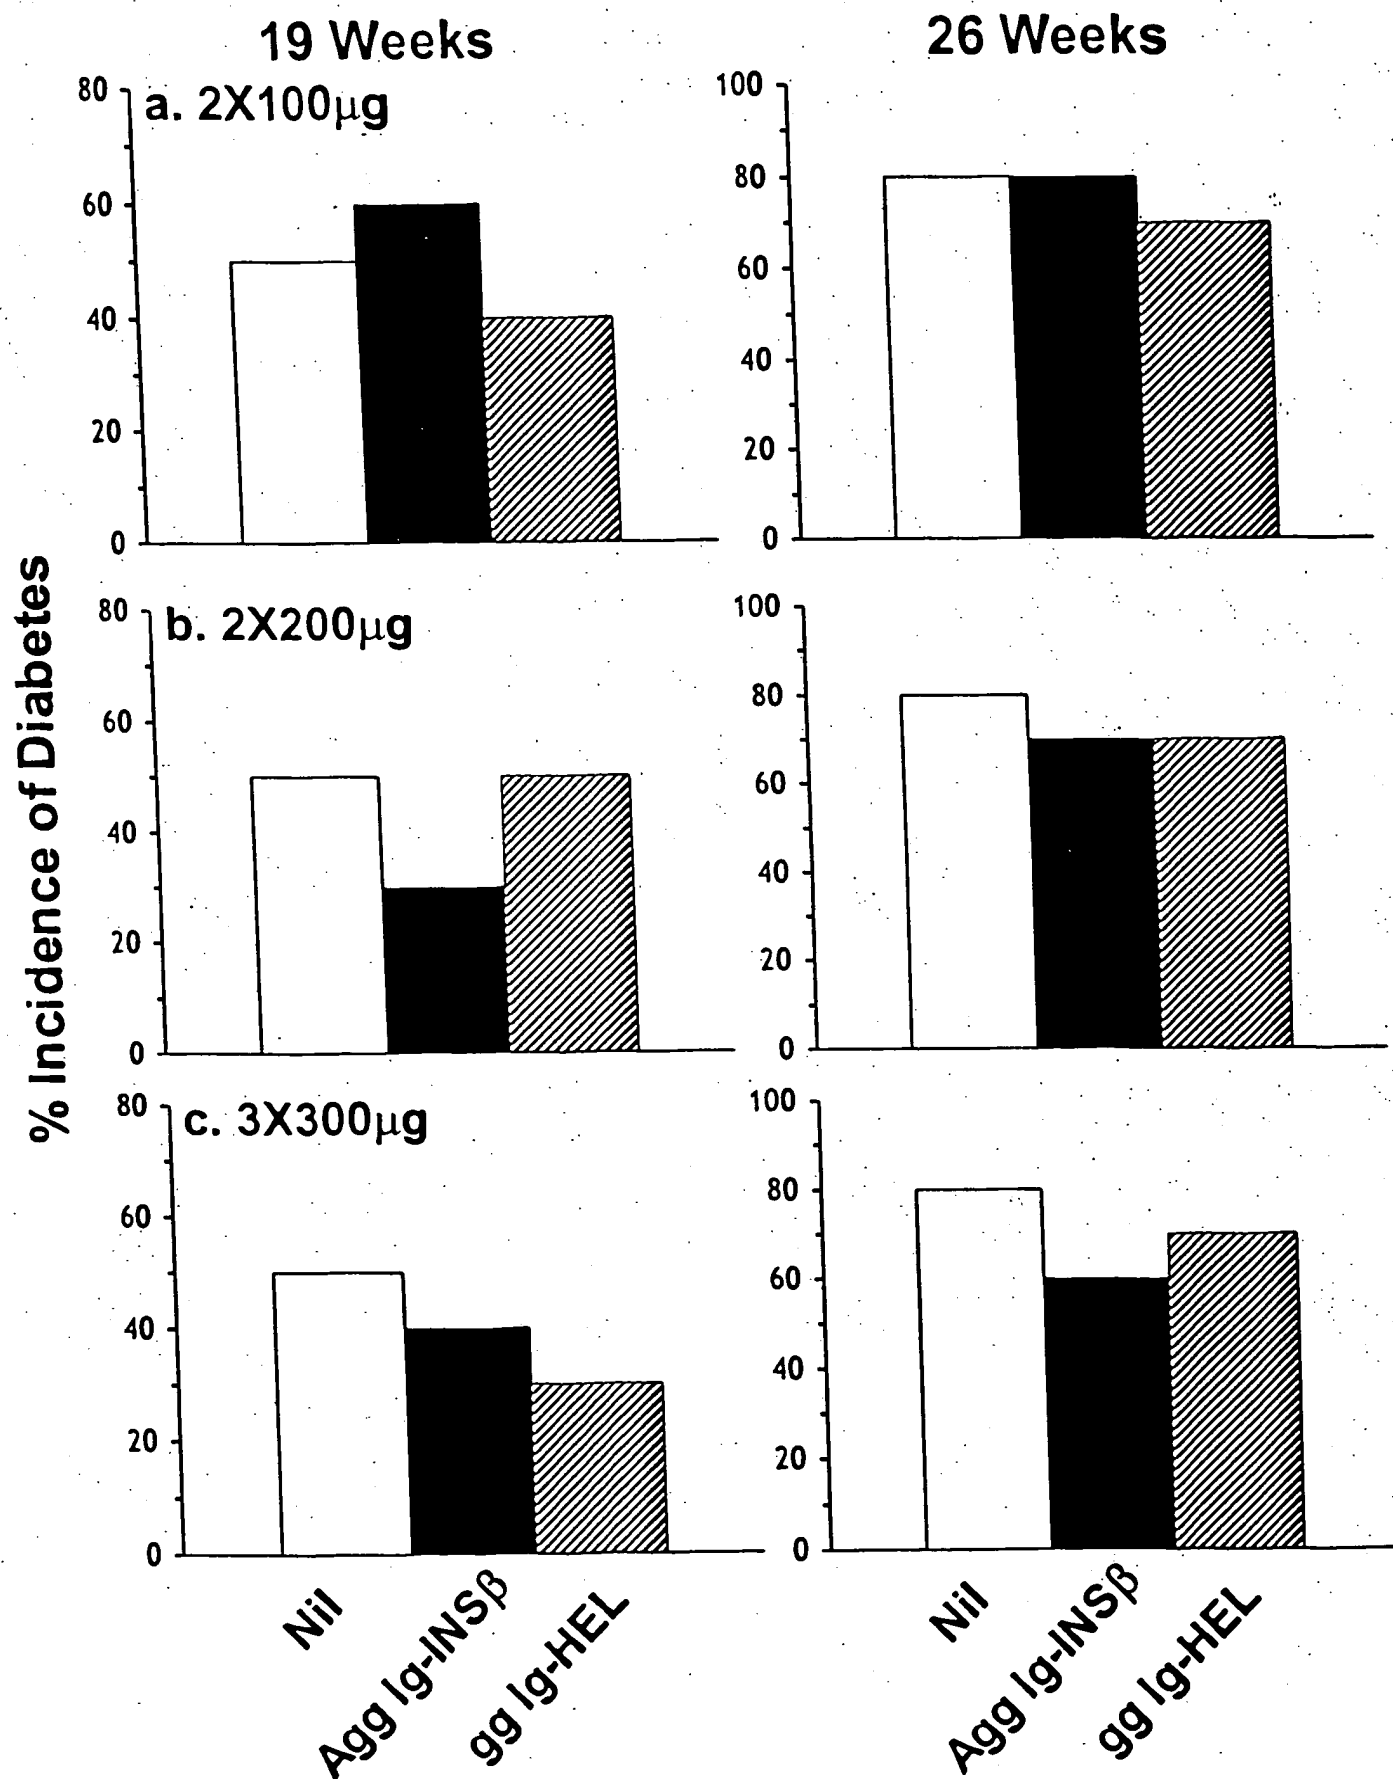 19 Weeks
26 Weeks
% Incidence of Diabetes
a. 2X100µg
80
60
40
20
0
100
80
60
40
20
0
b. 2X200µg
80
60
40
20
0
100
80
60
40
20
0
c. 3X300µg
80
60
40
20
0
100
80
60
40
20
0
Nil
Agg Ig-INSβ
gg Ig-HEL
Nil
Agg Ig-INSβ
gg Ig-HEL